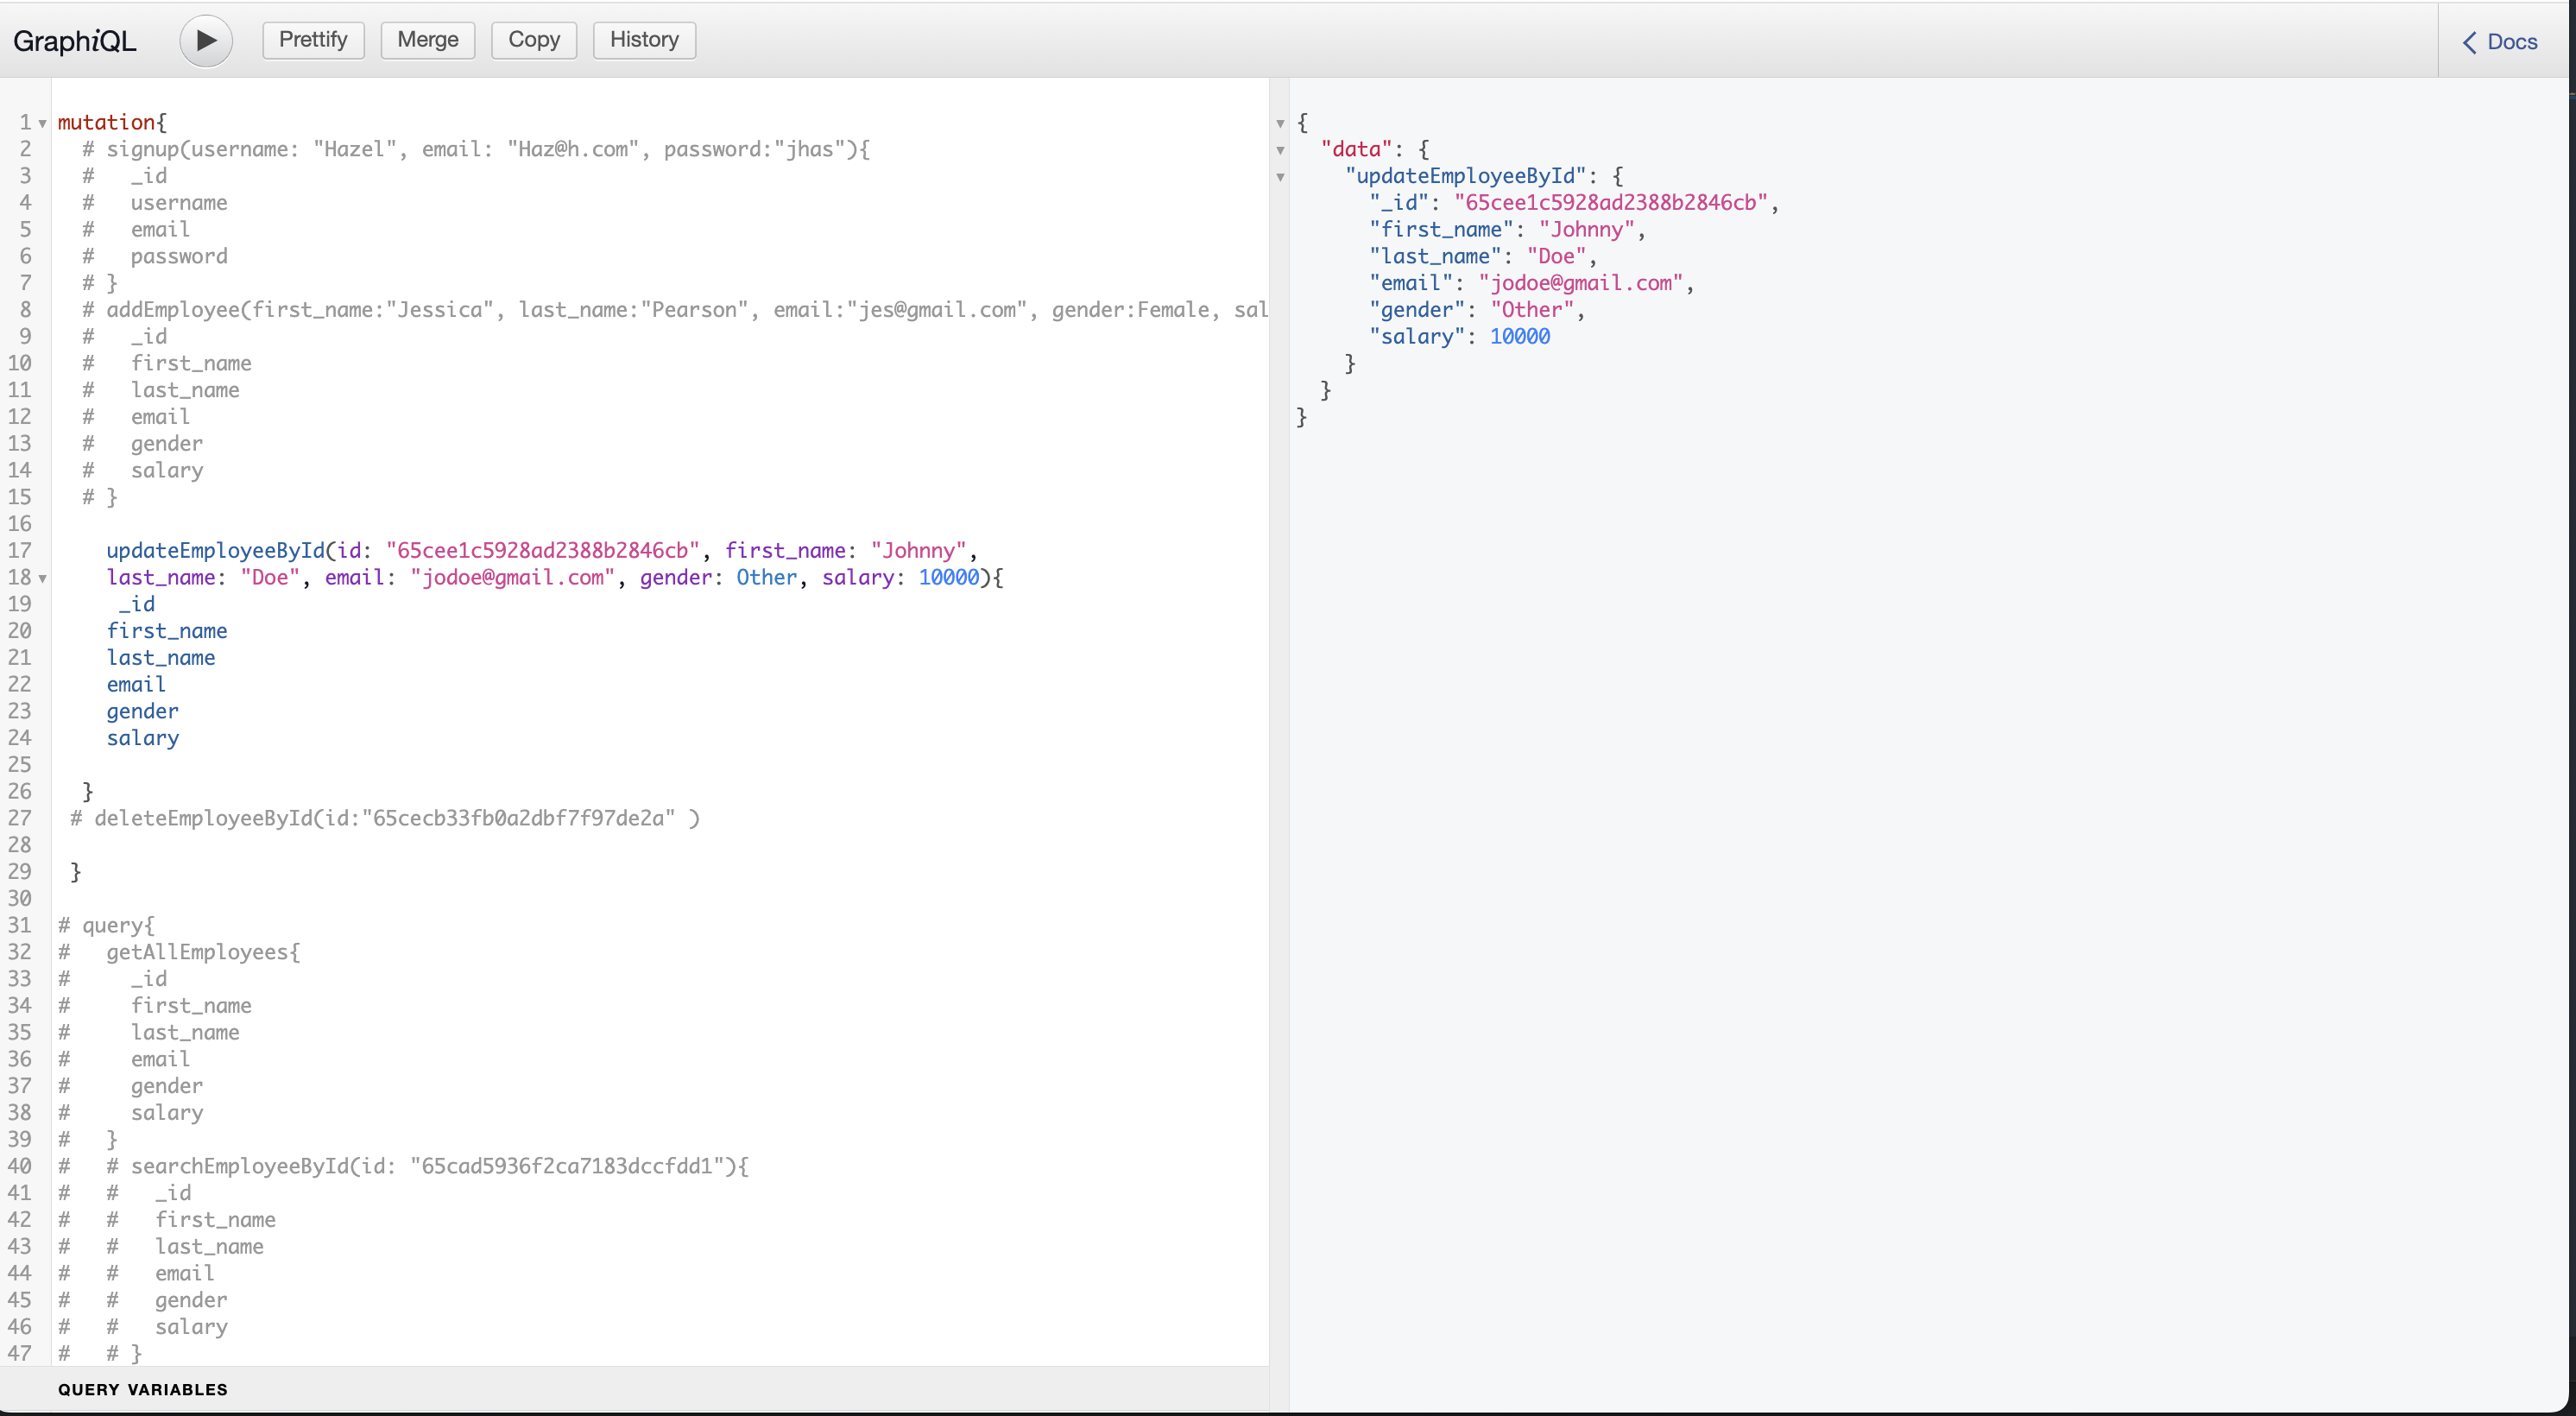 GraphiQL Prettify Merge Copy History Docs
1 mutation{
2 # signup(username: "Hazel", email: "Haz@h.com", password:"jhas"){
3 # _id
4 # username
5 # email
6 # password
7 # }
8 # addEmployee(first_name:"Jessica", last_name:"Pearson", email:"jes@gmail.com", gender:Female, sal
9 # _id
10 # first_name
11 # last_name
12 # email
13 # gender
14 # salary
15 # }
16
17 updateEmployeeById(id: "65cee1c5928ad2388b2846cb", first_name: "Johnny",
18 last_name: "Doe", email: "jodoe@gmail.com", gender: Other, salary: 10000){
19 _id
20 first_name
21 last_name
22 email
23 gender
24 salary
25
26 }
27 # deleteEmployeeById(id:"65cecb33fb0a2dbf7f97de2a" )
28
29 }
30
31 # query{
32 # getAllEmployees{
33 # _id
34 # first_name
35 # last_name
36 # email
37 # gender
38 # salary
39 # }
40 # # searchEmployeeById(id: "65cad5936f2ca7183dccfdd1"){
41 # # _id
42 # # first_name
43 # # last_name
44 # # email
45 # # gender
46 # # salary
47 # # }
QUERY VARIABLES
{
"data": {
"updateEmployeeById": {
"_id": "65cee1c5928ad2388b2846cb",
"first_name": "Johnny",
"last_name": "Doe",
"email": "jodoe@gmail.com",
"gender": "Other",
"salary": 10000
}
}
}